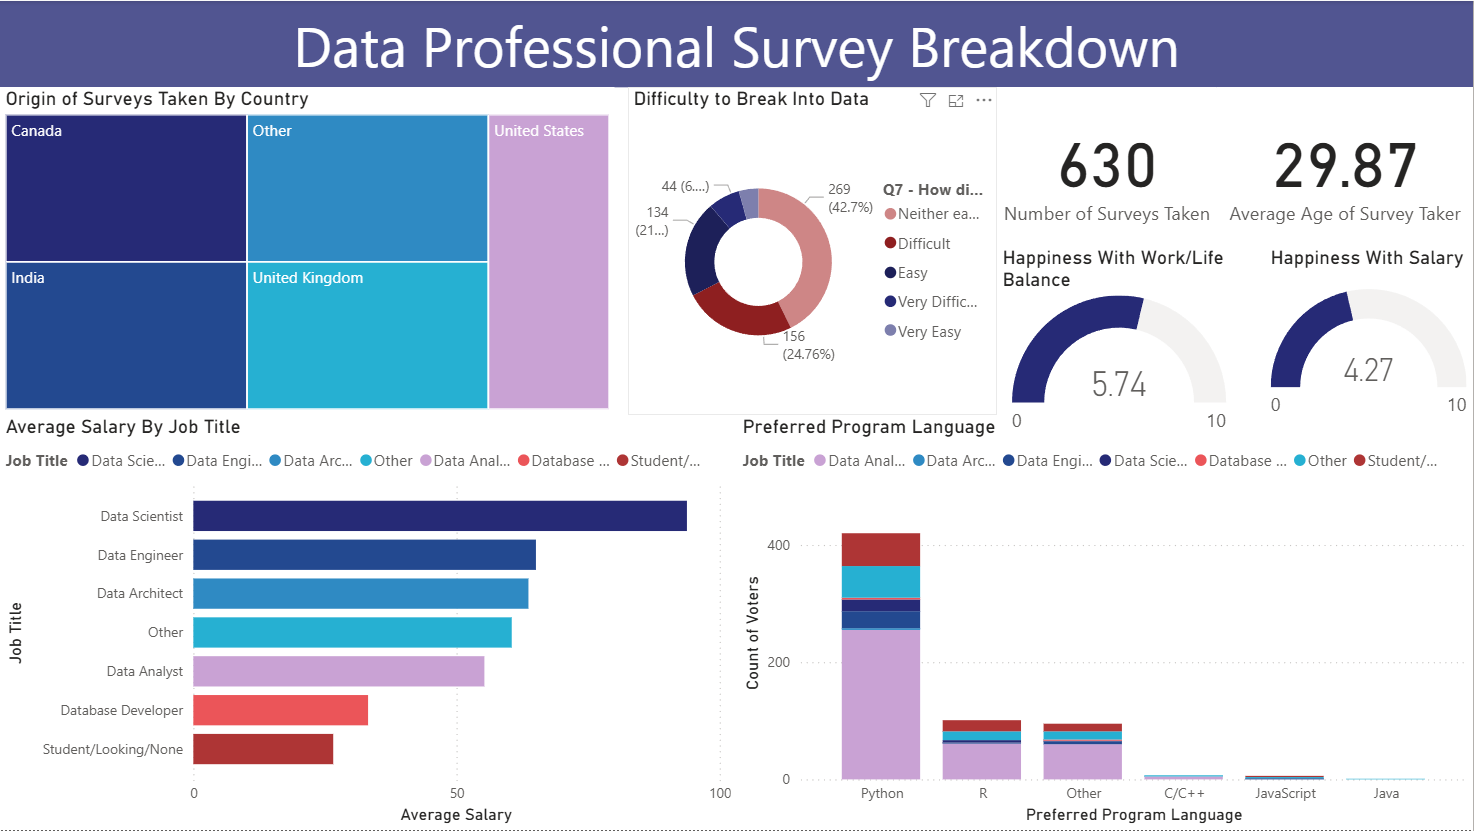 Data Professional Survey Breakdown
Origin of Surveys Taken By Country
Canada
Other
United States
India
United Kingdom
Difficulty to Break Into Data
44 (6....)
134
(21...)
269
(42.7%)
156
(24.76%)
Q7 - How di...
Neither ea...
Difficult
Easy
Very Diffic...
Very Easy
630
Number of Surveys Taken
29.87
Average Age of Survey Taker
Happiness With Work/Life
Balance
5.74
0
10
Happiness With Salary
4.27
0
10
Average Salary By Job Title
Job Title Data Scie... Data Engi... Data Arc... Other Data Anal... Database ... Student/...
Job Title
Data Scientist
Data Engineer
Data Architect
Other
Data Analyst
Database Developer
Student/Looking/None
0 50 100
Average Salary
Preferred Program Language
Job Title Data Anal... Data Arc... Data Engi... Data Scie... Database ... Other Student/...
Count of Voters
400
200
0
Python R Other C/C++ JavaScript Java
Preferred Program Language